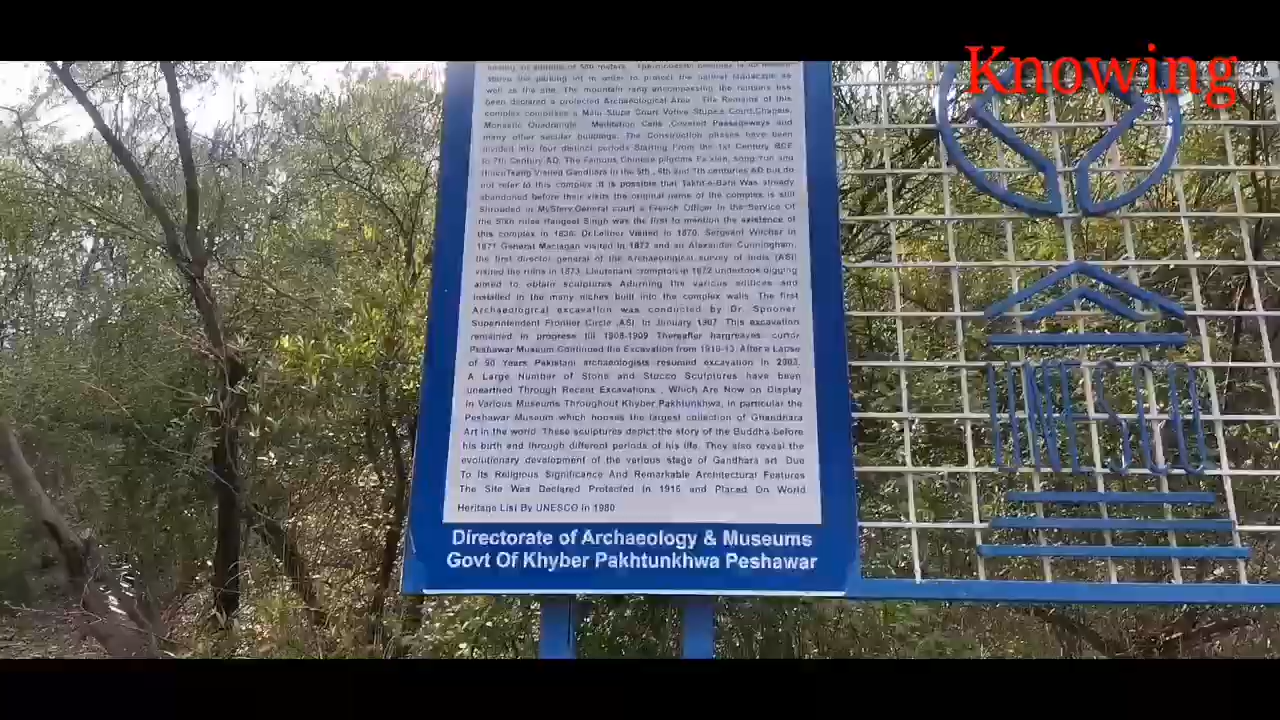 Knowing
above the parking lot in order to protect the natural landscape as
well as the site. The mountain rang encompassing the remains has
been declared a protected Archaeological Area . The Remains of this
complex comprises a Main Stupa Court Votive Stupa,s Court,Chapels,
Monastic Quadrangle Meditation Cells ,Covered Passageways and
many other secular buildings. The Construction phases have been
divided into four distinct periods Starting From the 1st Century BCE
to 7th Century AD. The Famous Chinese pilgrims Fa'xian, song Yun and
Visited Gandhara in the 5th , 6th and 7th centuries AD but do
not refer to this complex .It is possible that Takht-e-Bahi Was already
abandoned before their visits the original name of the complex is still
Shrouded in MyStery.General court a French Officer in the Service Of
the Sikh ruler Rangeet Singh was the first to mention the existence of
this complex in 1836. Dr.Leitner Visited in 1870, Sergeant Wilcher in
1871 General Maclagan visited in 1872 and sir Alexander Cunningham,
the first director general of the Archaeological survey of India (ASI)
visited the ruins in 1873. Lieutenant crompton in 1872 undertook digging
aimed to obtain sculptures Adurning the various edifices and
installed in the many niches built into the complex walls. The first
Archaeological excavation was conducted by Dr. Spooner
Superintendent Frontier Circle ,ASI, in January 1907. This excavation
remained in progress till 1908-1909 Thereafter hargreaves,
Peshawar Museum Continued the Excavation from 1910-13. After a Lapse
of 90 Years Pakistani archaeologists resumed excavation in 2003.
A Large Number of Stone and Stucco Sculptures have been
unearthed Through Recent Excavations , Which Are Now on Display
in Various Museums Throughout Khyber Pakhtunkhwa, in particular the
Peshawar Museum which houses the largest collection of Ghandhara
Art in the world. These sculptures depict the story of the Buddha before
his birth and through different periods of his life. They also reveal the
evolutionary development of the various stage of Gandhara art. Due
To Its Religious Significance And Remarkable Architectural Features
The Site Was Declared Protected in 1916 and Placed On World
Heritage List By UNESCO in 1980
Directorate of Archaeology & Museums
Govt Of Khyber Pakhtunkhwa Peshawar
UNESCO